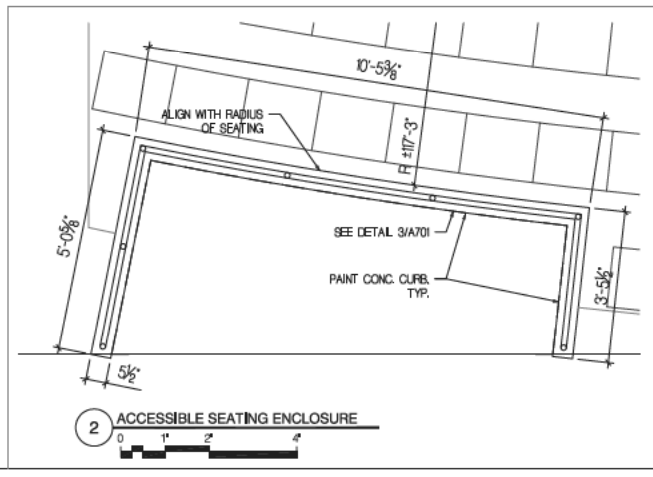 10'-5⅜"
ALIGN WITH RADIUS
OF SEATING
R ±117'-3"
5'-0⅝"
SEE DETAIL 3/A701
PAINT CONC. CURB,
TYP.
3'-5½"
5½"
2 ACCESSIBLE SEATING ENCLOSURE
0 1' 2' 4'